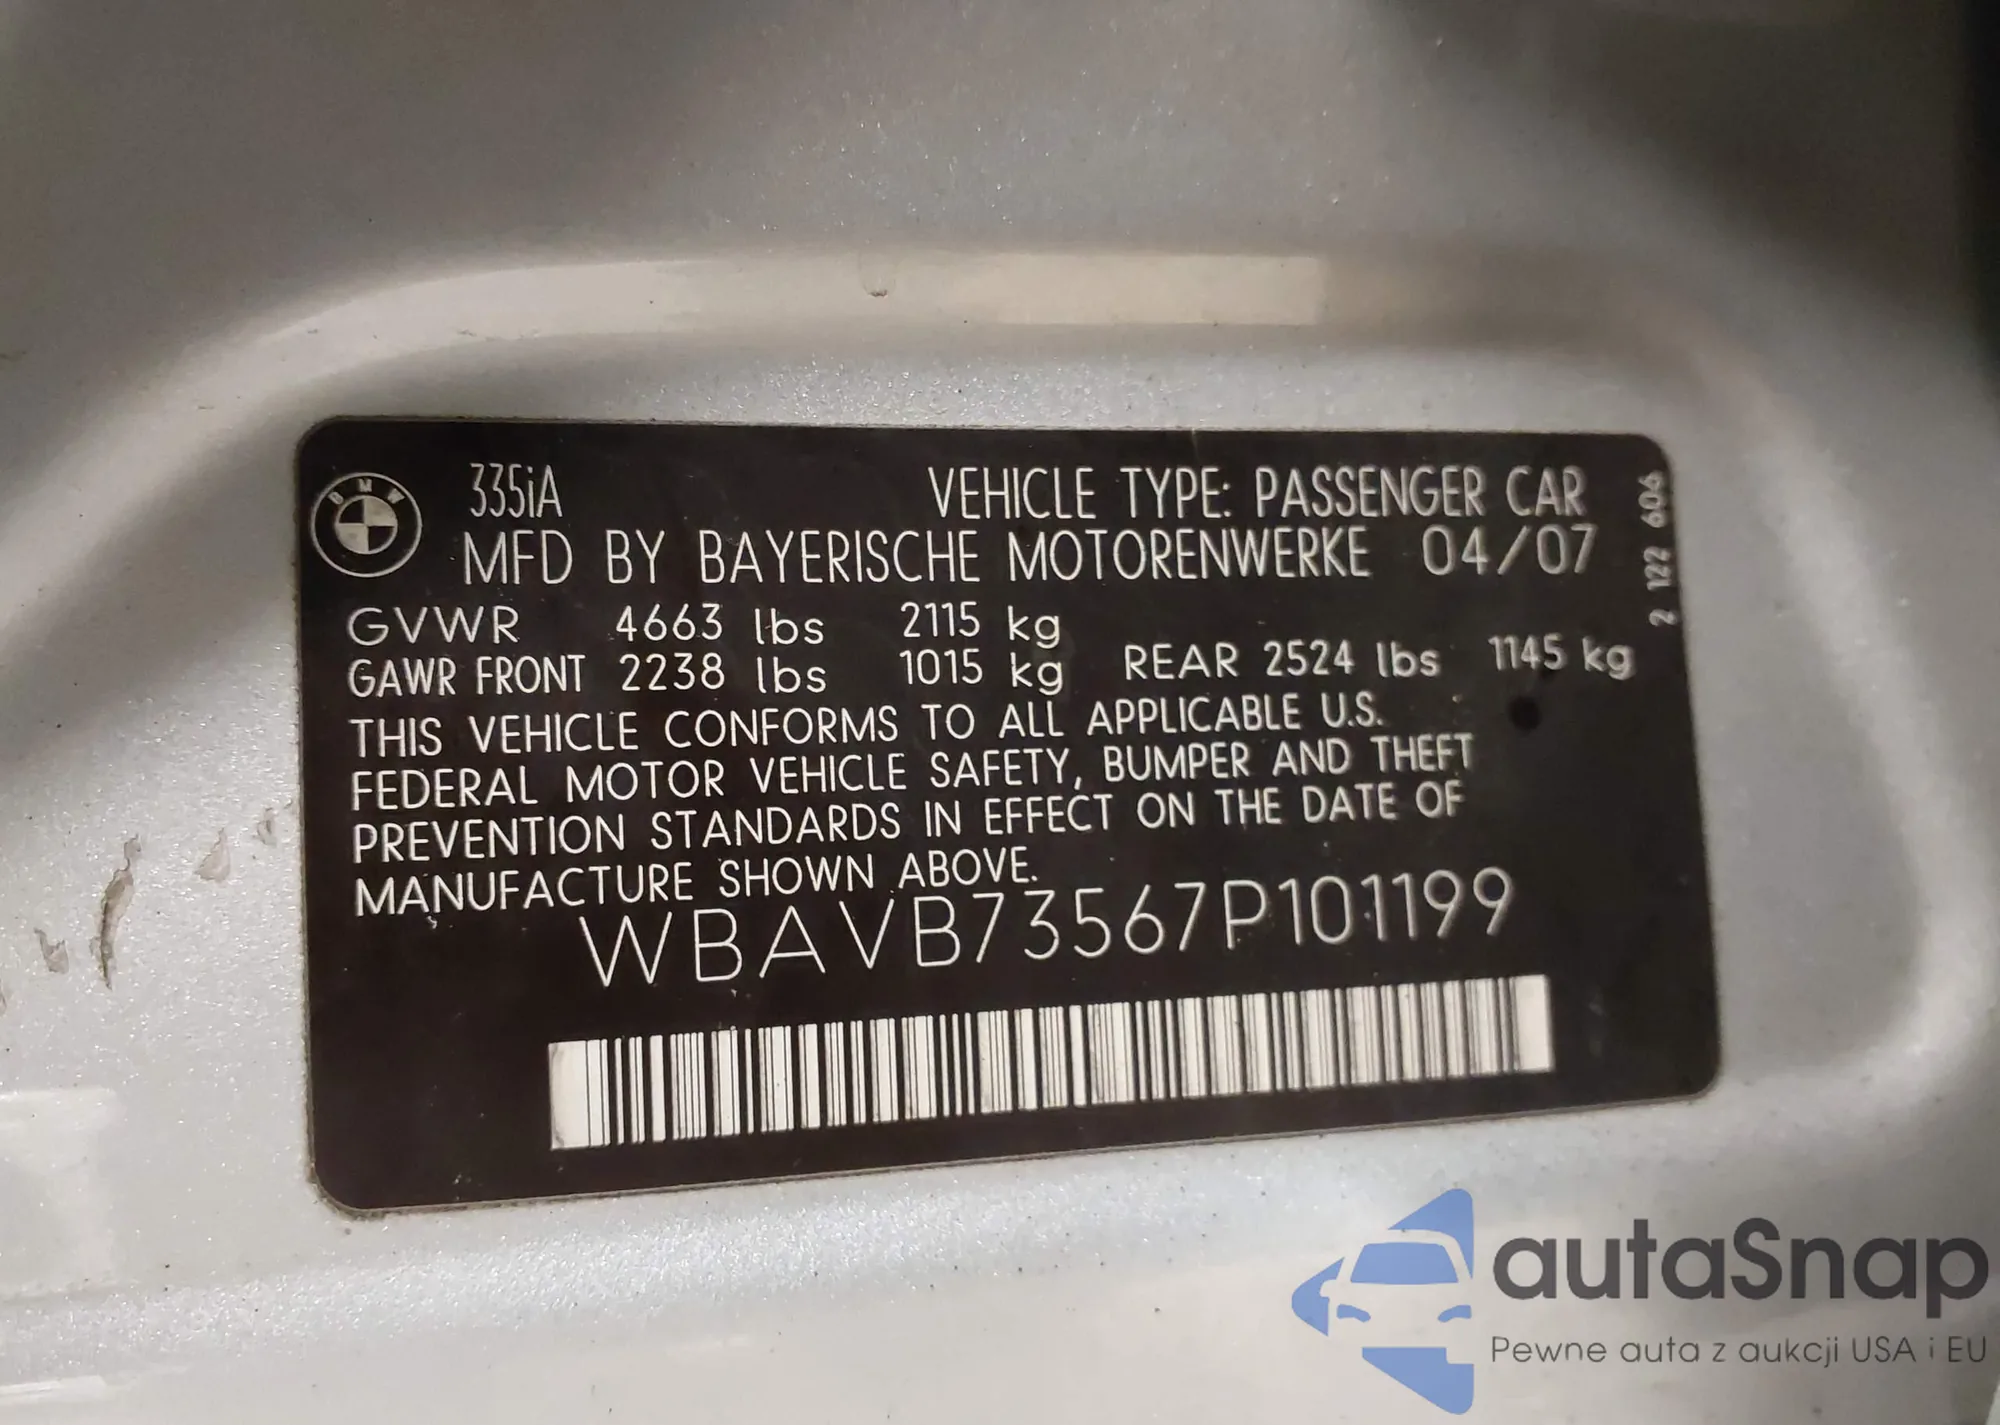 BMW
335iA VEHICLE TYPE: PASSENGER CAR
MFD BY BAYERISCHE MOTORENWERKE 04/07
2 122 606
GVWR 4663 lbs 2115 kg
GAWR FRONT 2238 lbs 1015 kg REAR 2524 lbs 1145 kg
THIS VEHICLE CONFORMS TO ALL APPLICABLE U.S.
FEDERAL MOTOR VEHICLE SAFETY, BUMPER AND THEFT
PREVENTION STANDARDS IN EFFECT ON THE DATE OF
MANUFACTURE SHOWN ABOVE.
WBAVB73567P101199
autaSnap
Pewne auta z aukcji USA i EU